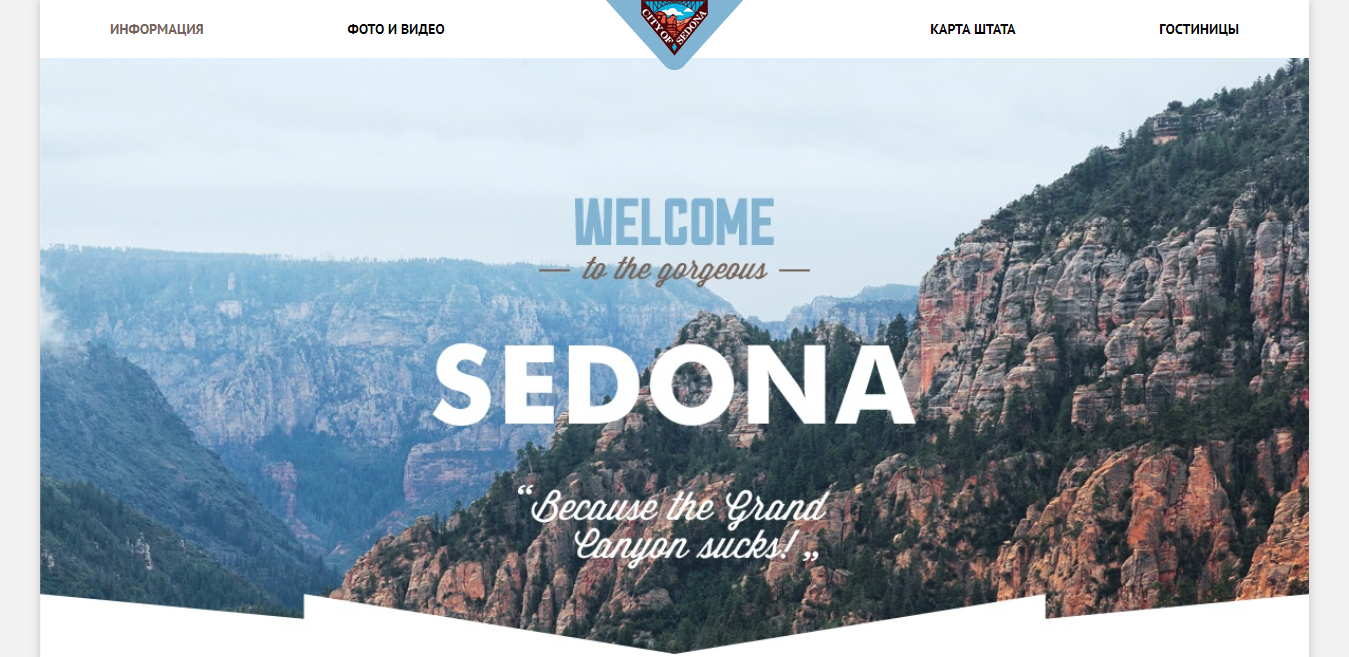 ИНФОРМАЦИЯ
ФОТО И ВИДЕО
CITY OF SEDONA
КАРТА ШТАТА
ГОСТИНИЦЫ
WELCOME
— to the gorgeous —
SEDONA
“Because the Grand
Canyon sucks! „